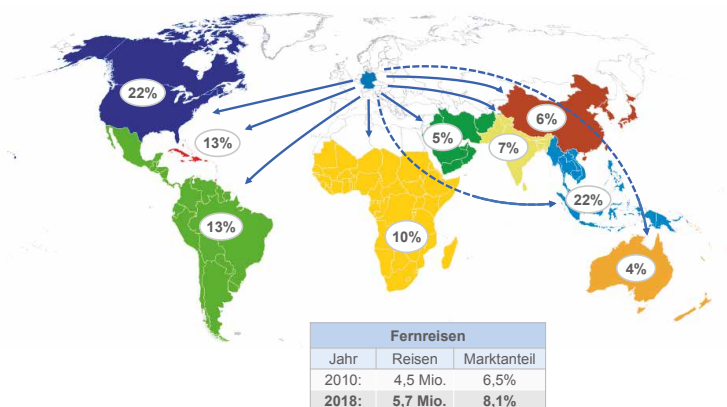 22%
13%
5%
6%
7%
22%
13%
10%
4%
Fernreisen
Jahr Reisen Marktanteil
2010: 4,5 Mio. 6,5%
2018: 5,7 Mio. 8,1%